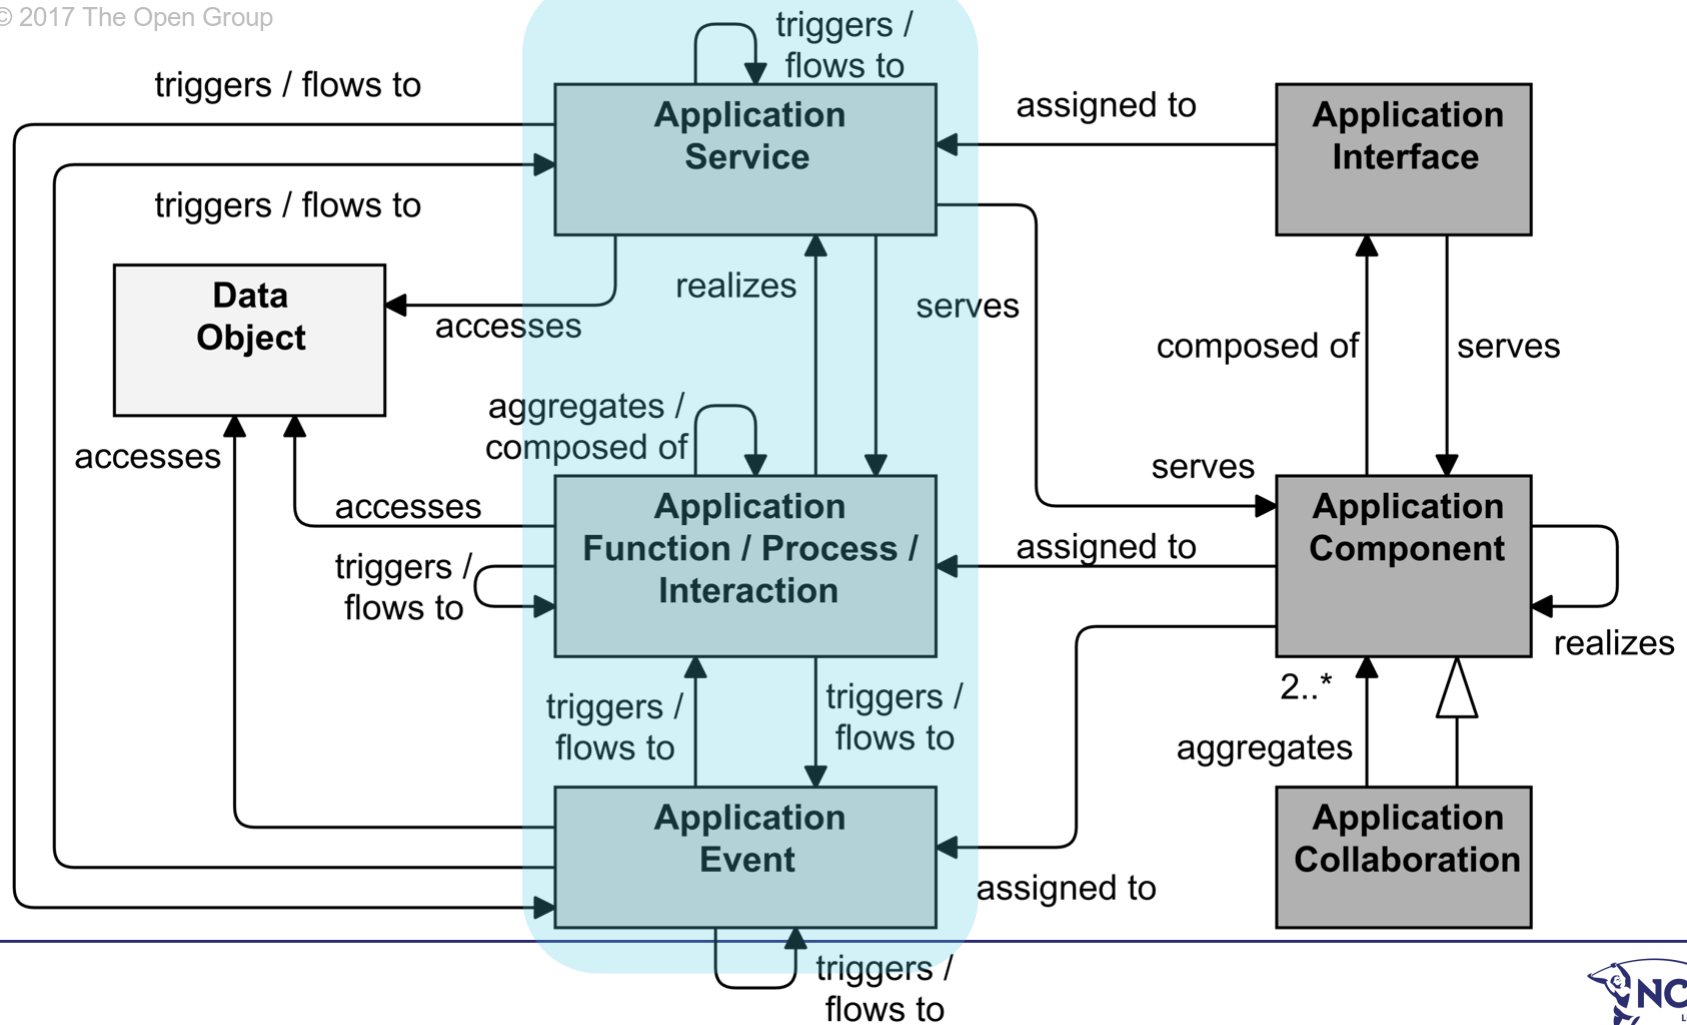 © 2017 The Open Group
triggers /
flows to
triggers / flows to
Application
Service
assigned to
Application
Interface
triggers / flows to
Data
Object
realizes
serves
accesses
composed of
serves
aggregates /
composed of
accesses
serves
accesses
Application
Function / Process /
Interaction
assigned to
Application
Component
triggers /
flows to
realizes
triggers /
flows to
triggers /
flows to
2..*
aggregates
Application
Event
assigned to
Application
Collaboration
triggers /
flows to
NC